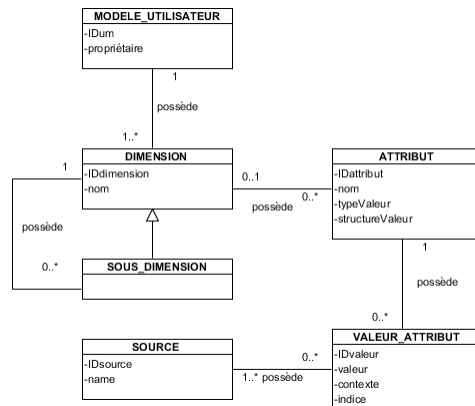 MODELE_UTILISATEUR
-IDum
-propriétaire
1
possède
1..*
DIMENSION
-IDdimension
-nom
1
possède
0..*
SOUS_DIMENSION
0..1
possède
0..*
ATTRIBUT
-IDattribut
-nom
-typeValeur
-structureValeur
1
possède
0..*
SOURCE
-IDsource
-name
0..*
1..* possède
VALEUR_ATTRIBUT
-IDvaleur
-valeur
-contexte
-indice